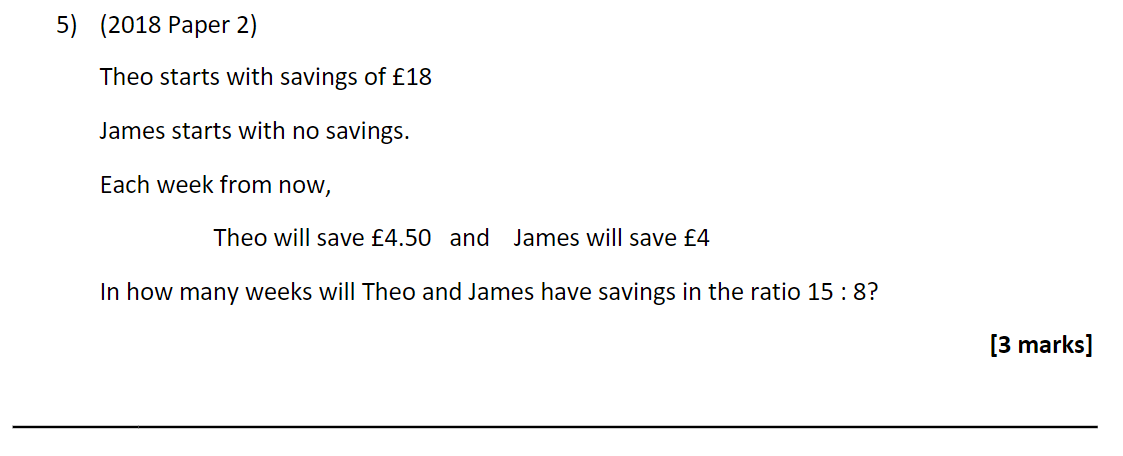 5) (2018 Paper 2)
Theo starts with savings of £18
James starts with no savings.
Each week from now,
Theo will save £4.50 and James will save £4
In how many weeks will Theo and James have savings in the ratio 15 : 8?
[3 marks]